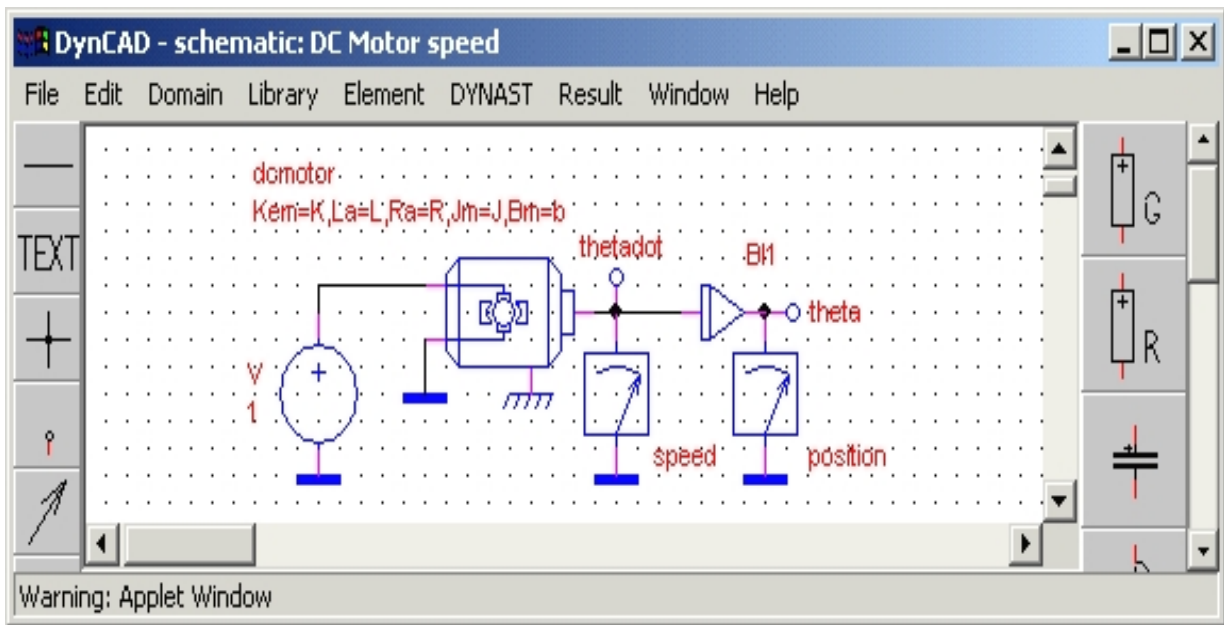 DynCAD - schematic: DC Motor speed
File Edit Domain Library Element DYNAST Result Window Help
dcmotor
Kem=K,La=L,Ra=R,Jm=J,Bm=b
TEXT
thetadot
BI1
theta
V
1
speed
position
G
R
Warning: Applet Window